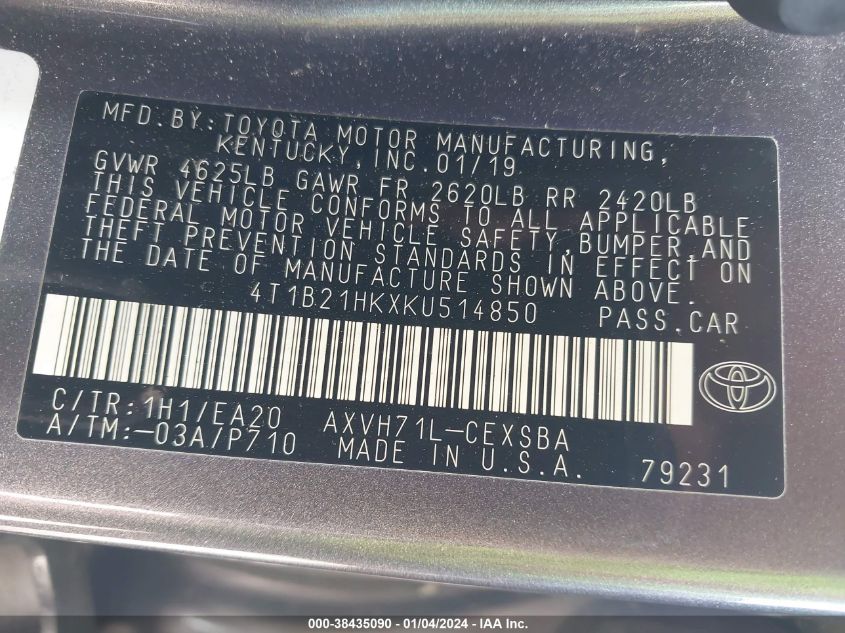 MFD.BY:TOYOTA MOTOR MANUFACTURING,
KENTUCKY,INC.01/19
GVWR 4625LB GAWR FR 2620LB RR 2420LB
THIS VEHICLE CONFORMS TO ALL APPLICABLE
FEDERAL MOTOR VEHICLE SAFETY,BUMPER,AND
THEFT PREVENTION STANDARDS IN EFFECT ON
THE DATE OF MANUFACTURE SHOWN ABOVE.
4T1B21HKXKU514850 PASS.CAR
C/TR:1H1/EA20 AXVH71L-CEXSBA
A/TM:-03A/P710 MADE IN U.S.A. 79231
000-38435090 - 01/04/2024 - IAA, Inc.